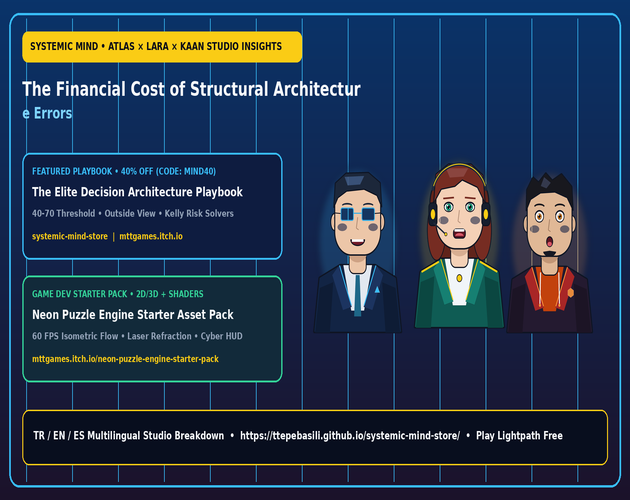 SYSTEMIC MIND • ATLAS × LARA × KAAN STUDIO INSIGHTS
The Financial Cost of Structural Architectur
e Errors
FEATURED PLAYBOOK • 40% OFF (CODE: MIND40)
The Elite Decision Architecture Playbook
40-70 Threshold • Outside View • Kelly Risk Solvers
systemic-mind-store | mttgames.itch.io
GAME DEV STARTER PACK • 2D/3D + SHADERS
Neon Puzzle Engine Starter Asset Pack
60 FPS Isometric Flow • Laser Refraction • Cyber HUD
mttgames.itch.io/neon-puzzle-engine-starter-pack
TR / EN / ES Multilingual Studio Breakdown • https://ttepebasili.github.io/systemic-mind-store/ • Play Lightpath Free